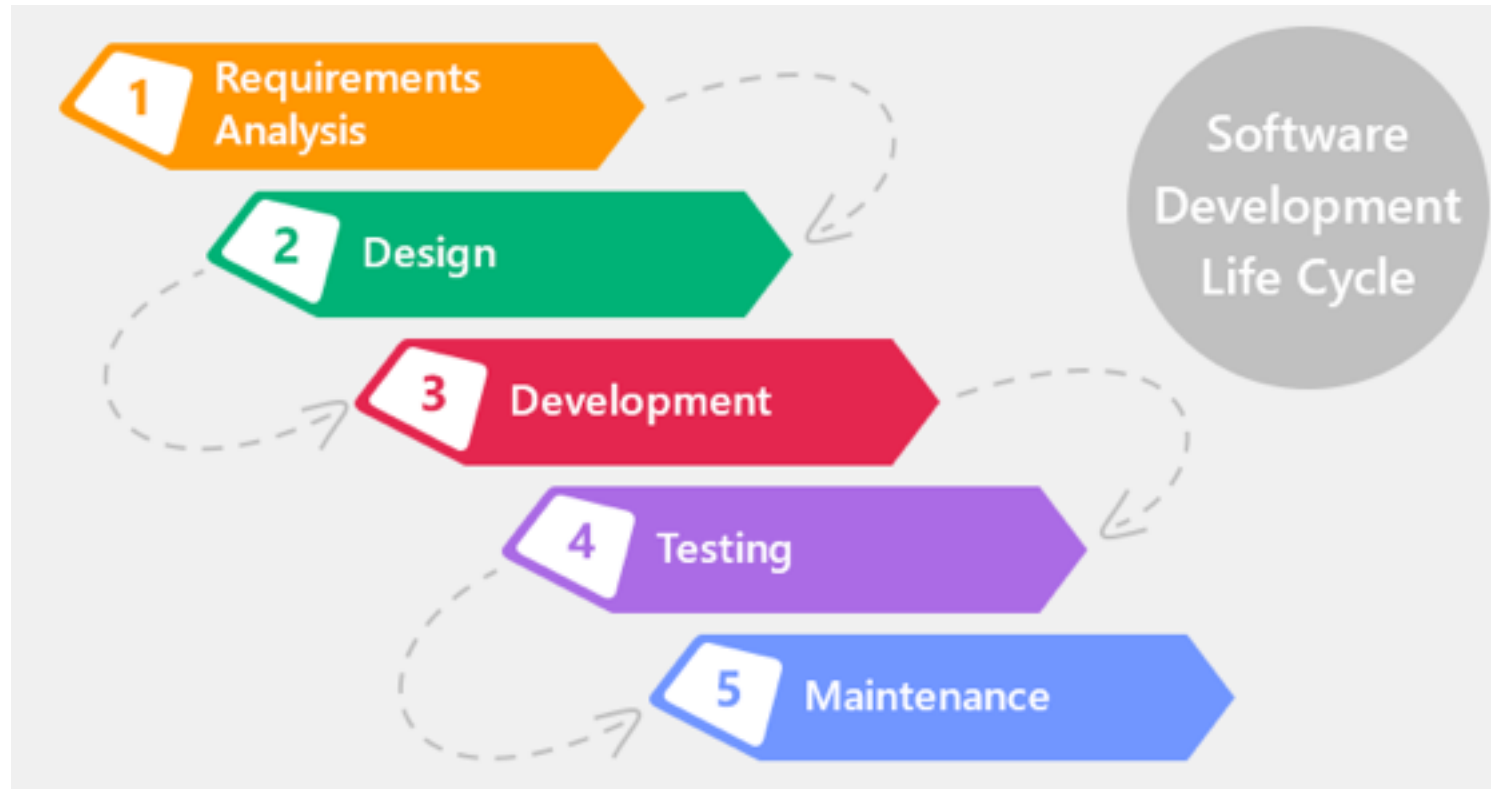 1
Requirements
Analysis
2
Design
3
Development
4
Testing
5
Maintenance
Software
Development
Life Cycle